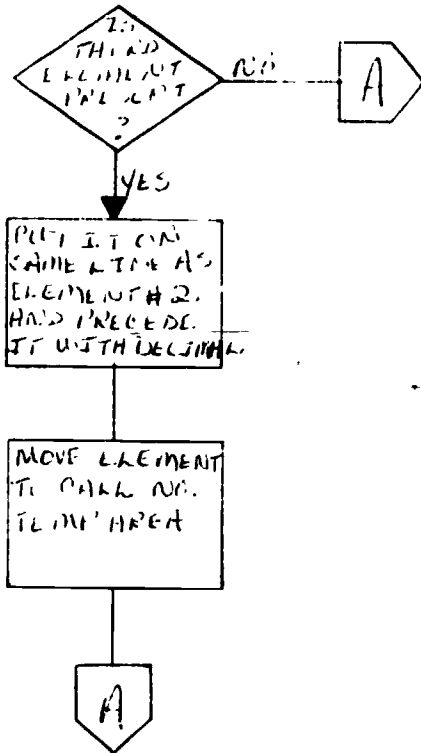 IS
THIRD
ELEMENT
PRESENT
?
NO
A
YES
PUT IT ON
SAME LINE AS
ELEMENT #2.
AND PRECEDE
IT WITH DECIMAL
MOVE ELEMENT
TO CALL NO.
TEMP AREA
A